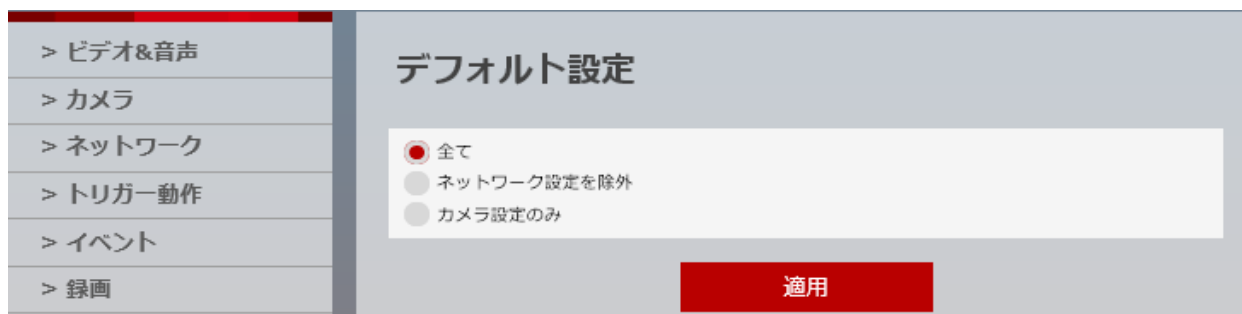 > ビデオ&音声
> カメラ
> ネットワーク
> トリガー動作
> イベント
> 録画
デフォルト設定
全て
ネットワーク設定を除外
カメラ設定のみ
適用